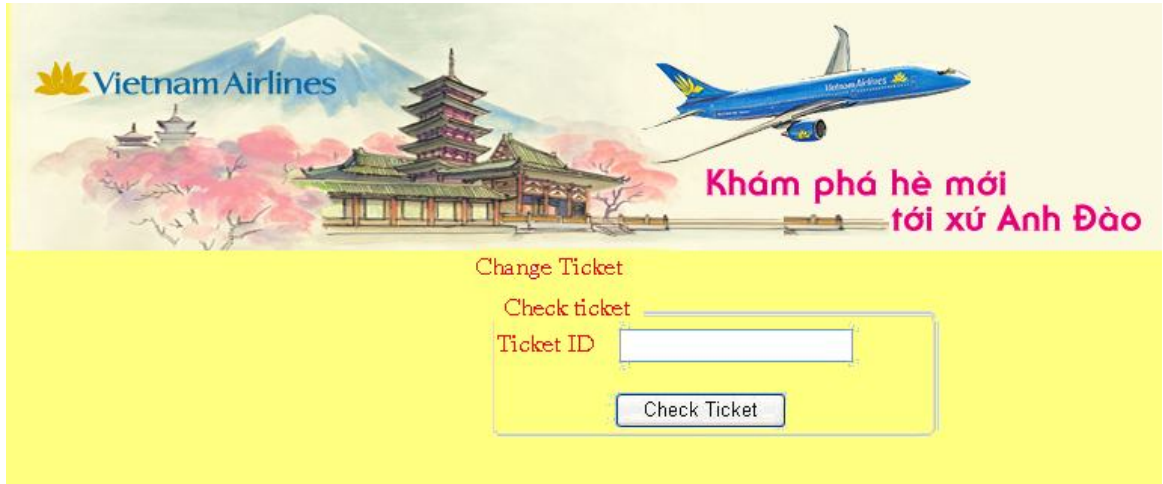 Vietnam Airlines
Vietnam Airlines
Khám phá hè mới
tới xứ Anh Đào
Change Ticket
Check ticket
Ticket ID
Check Ticket